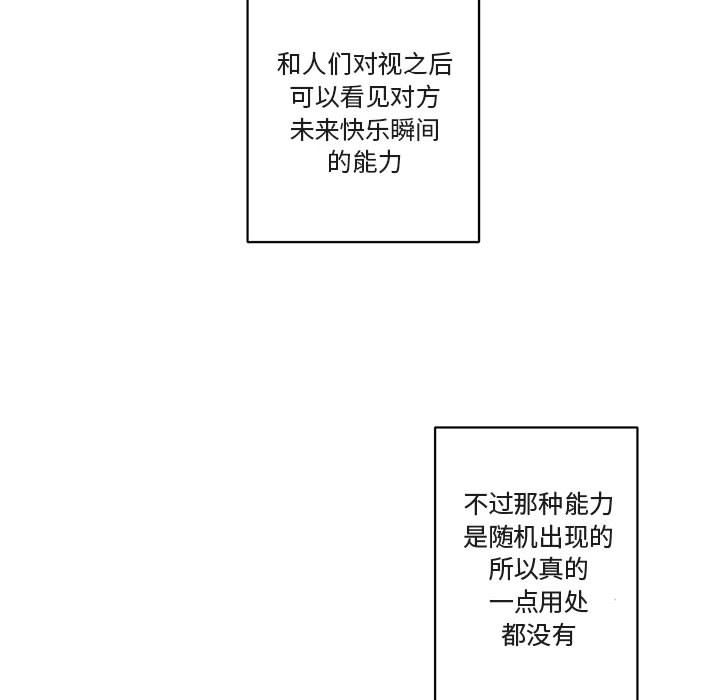 和人们对视之后
可以看见对方
未来快乐瞬间
的能力
不过那种能力
是随机出现的
所以真的
一点用处
都没有